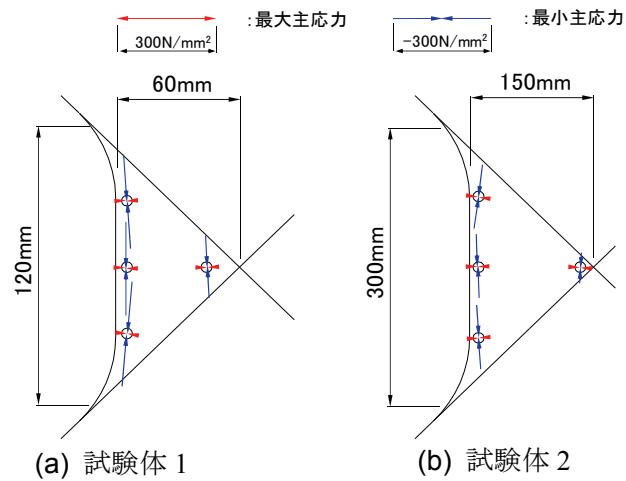 :最大主応力
300N/mm²
:最小主応力
-300N/mm²
60mm
120mm
150mm
300mm
(a) 試験体 1
(b) 試験体 2